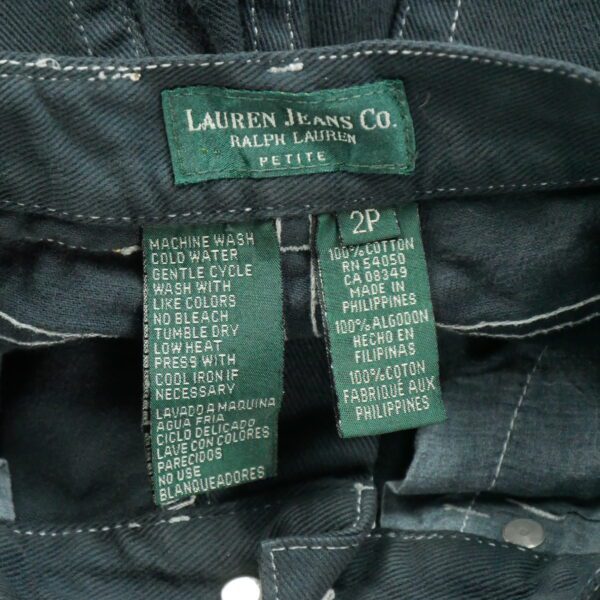 LAUREN JEANS CO.
RALPH LAUREN
PETITE
MACHINE WASH
COLD WATER
GENTLE CYCLE
WASH WITH
LIKE COLORS
NO BLEACH
TUMBLE DRY
LOW HEAT
PRESS WITH
COOL IRON IF
NECESSARY
LAVADO A MAQUINA
AGUA FRIA
CICLO DELICADO
LAVE CON COLORES
PARECIDOS
NO USE
BLANQUEADORES
2P
100% COTTON
RN 54050
CA 08349
MADE IN
PHILIPPINES
100% ALGODON
HECHO EN
FILIPINAS
100% COTON
FABRIQUÉ AUX
PHILIPPINES